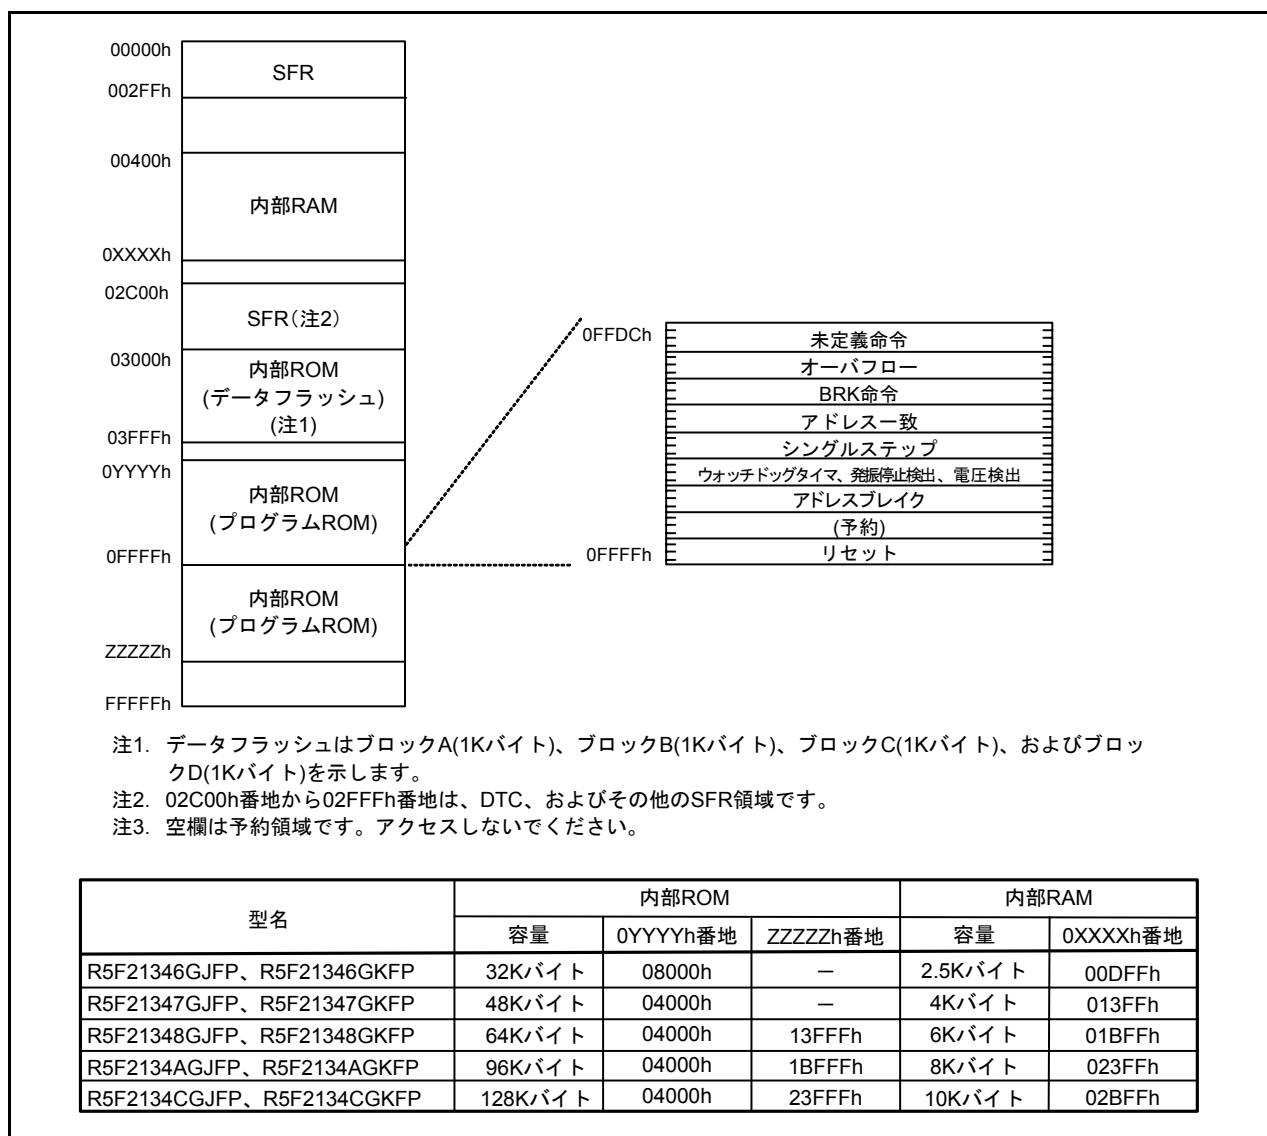 00000h
SFR
002FFh
00400h
内部RAM
0XXXXh
02C00h
SFR(注2)
03000h
内部ROM
(データフラッシュ)
(注1)
03FFFh
0YYYYh
内部ROM
(プログラムROM)
0FFFFh
内部ROM
(プログラムROM)
ZZZZZh
FFFFFh
0FFDCh
未定義命令
オーバフロー
BRK命令
アドレス一致
シングルステップ
ウォッチドッグタイマ、発振停止検出、電圧検出
アドレスブレイク
(予約)
0FFFFh
リセット
注1. データフラッシュはブロックA(1Kバイト)、ブロックB(1Kバイト)、ブロックC(1Kバイト)、およびブロッ
クD(1Kバイト)を示します。
注2. 02C00h番地から02FFFh番地は、DTC、およびその他のSFR領域です。
注3. 空欄は予約領域です。アクセスしないでください。
型名 内部ROM 内部RAM
容量 0YYYYh番地 ZZZZZh番地 容量 0XXXXh番地
R5F21346GJFP、R5F21346GKFP 32Kバイト 08000h － 2.5Kバイト 00DFFh
R5F21347GJFP、R5F21347GKFP 48Kバイト 04000h － 4Kバイト 013FFh
R5F21348GJFP、R5F21348GKFP 64Kバイト 04000h 13FFFh 6Kバイト 01BFFh
R5F2134AGJFP、R5F2134AGKFP 96Kバイト 04000h 1BFFFh 8Kバイト 023FFh
R5F2134CGJFP、R5F2134CGKFP 128Kバイト 04000h 23FFFh 10Kバイト 02BFFh